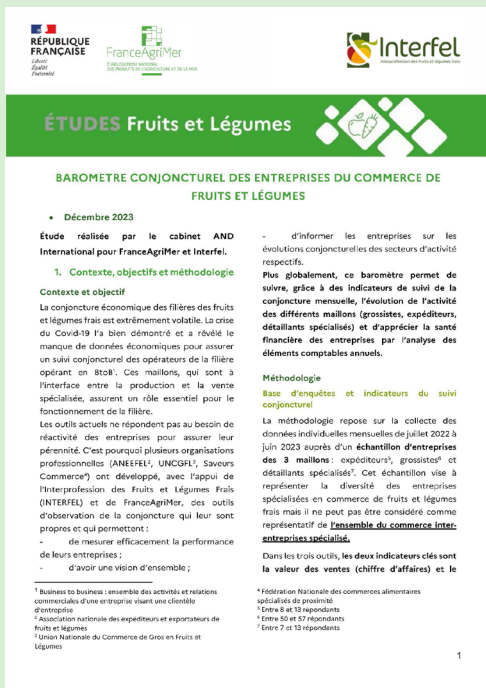 RÉPUBLIQUE
FRANÇAISE
Liberté
Égalité
Fraternité
FranceAgriMer
ÉTABLISSEMENT NATIONAL
DES PRODUITS DE L'AGRICULTURE ET DE LA MER
Interfel
Interprofession des fruits et légumes frais
ÉTUDES Fruits et Légumes
BAROMETRE CONJONCTUREL DES ENTREPRISES DU COMMERCE DE
FRUITS ET LÉGUMES
• Décembre 2023
Étude réalisée par le cabinet AND
International pour FranceAgriMer et Interfel.
1. Contexte, objectifs et méthodologie
Contexte et objectif
La conjoncture économique des filières des fruits
et légumes frais est extrêmement volatile. La crise
du Covid-19 l'a bien démontré et a révélé le
manque de données économiques pour assurer
un suivi conjoncturel des opérateurs de la filière
opérant en BtoB¹. Ces maillons, qui sont à
l'interface entre la production et la vente
spécialisée, assurent un rôle essentiel pour le
fonctionnement de la filière.
Les outils actuels ne répondent pas au besoin de
réactivité des entreprises pour assurer leur
pérennité. C'est pourquoi plusieurs organisations
professionnelles (ANEEFEL², UNCGFL³, Saveurs
Commerce⁴) ont développé, avec l'appui de
l'Interprofession des Fruits et Légumes Frais
(INTERFEL) et de FranceAgriMer, des outils
d'observation de la conjoncture qui leur sont
propres et qui permettent :
- de mesurer efficacement la performance
de leurs entreprises ;
- d'avoir une vision d'ensemble ;
¹ Business to business : ensemble des activités et relations
commerciales d'une entreprise visant une clientèle
d'entreprise
² Association nationale des expéditeurs et exportateurs de
fruits et légumes
³ Union Nationale du Commerce de Gros en Fruits et
Légumes
- d'informer les entreprises sur les
évolutions conjoncturelles des secteurs d'activité
respectifs.
Plus globalement, ce baromètre permet de
suivre, grâce à des indicateurs de suivi de la
conjoncture mensuelle, l'évolution de l'activité
des différents maillons (grossistes, expéditeurs,
détaillants spécialisés) et d'apprécier la santé
financière des entreprises par l'analyse des
éléments comptables annuels.
Méthodologie
Base d'enquêtes et indicateurs du suivi
conjoncturel
La méthodologie repose sur la collecte des
données individuelles mensuelles de juillet 2022 à
juin 2023 auprès d'un échantillon d'entreprises
des 3 maillons : expéditeurs⁵, grossistes⁶ et
détaillants spécialisés⁷. Cet échantillon vise à
représenter la diversité des entreprises
spécialisées en commerce de fruits et légumes
frais mais il ne peut pas être considéré comme
représentatif de l'ensemble du commerce inter-
entreprises spécialisé.
Dans les trois outils, les deux indicateurs clés sont
la valeur des ventes (chiffre d'affaires) et le
⁴ Fédération Nationale des commerces alimentaires
spécialisés de proximité
⁵ Entre 8 et 13 répondants
⁶ Entre 50 et 57 répondants
⁷ Entre 7 et 13 répondants
1